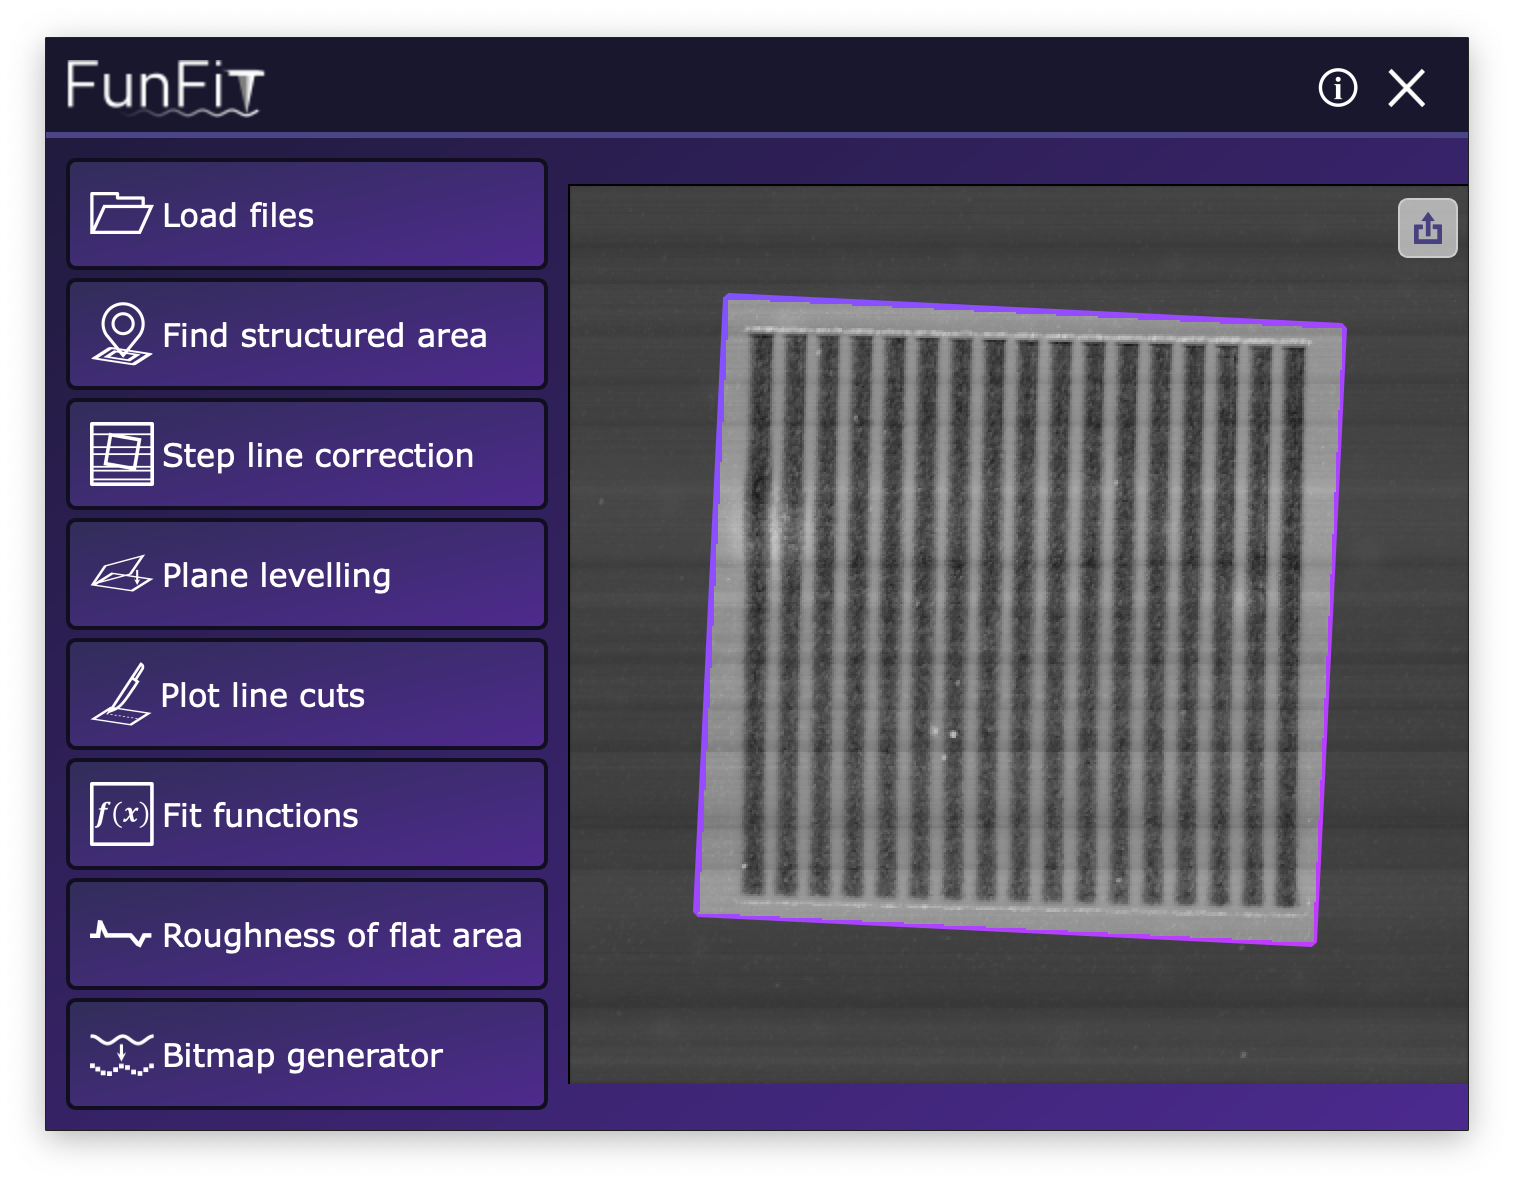 FunFiT
Load files
Find structured area
Step line correction
Plane levelling
Plot line cuts
f(x)
Fit functions
Roughness of flat area
Bitmap generator